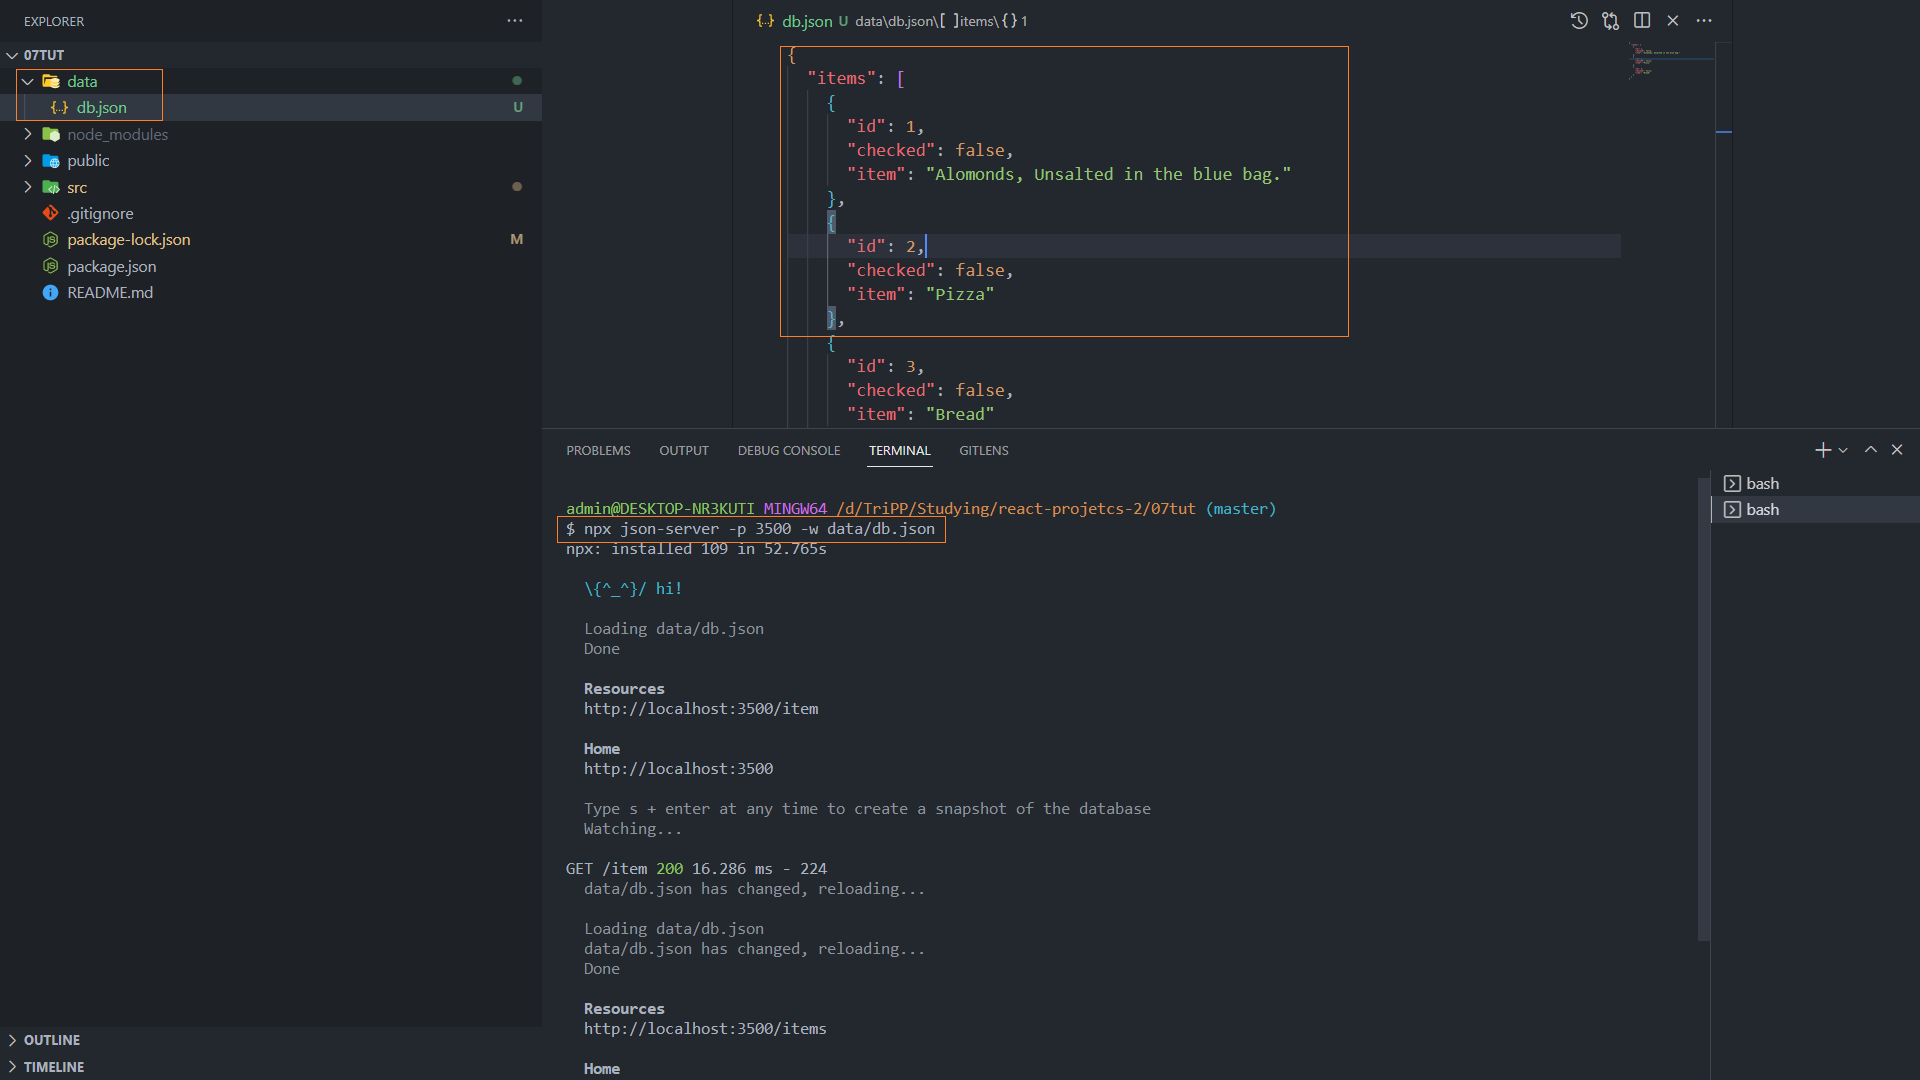 EXPLORER
07TUT
data
db.json U
node_modules
public
src
.gitignore
package-lock.json M
package.json
README.md
OUTLINE
TIMELINE
{..} db.json U data\db.json\[ ]items\{}1
{
"items": [
{
"id": 1,
"checked": false,
"item": "Alomonds, Unsalted in the blue bag."
},
{
"id": 2,
"checked": false,
"item": "Pizza"
},
{
"id": 3,
"checked": false,
"item": "Bread"
PROBLEMS OUTPUT DEBUG CONSOLE TERMINAL GITLENS
admin@DESKTOP-NR3KUTI MINGW64 /d/TriPP/Studying/react-projetcs-2/07tut (master)
$ npx json-server -p 3500 -w data/db.json
npx: installed 109 in 52.765s
\{^_^}/ hi!
Loading data/db.json
Done
Resources
http://localhost:3500/item
Home
http://localhost:3500
Type s + enter at any time to create a snapshot of the database
Watching...
GET /item 200 16.286 ms - 224
data/db.json has changed, reloading...
Loading data/db.json
data/db.json has changed, reloading...
Done
Resources
http://localhost:3500/items
Home
bash
bash